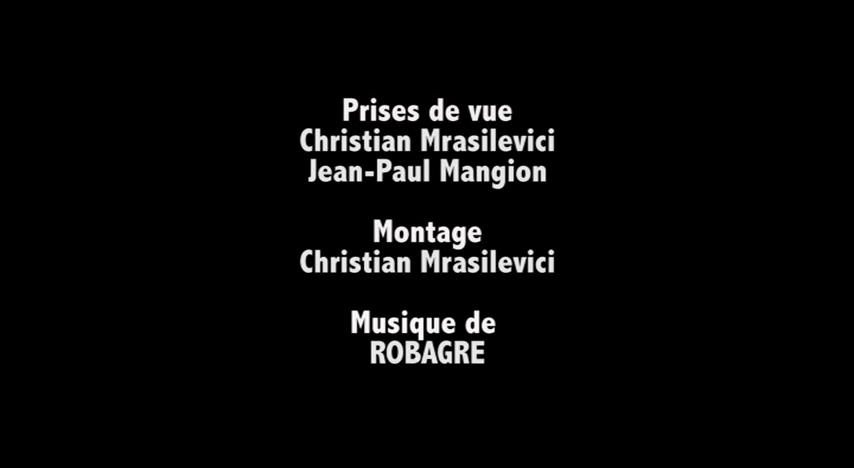 Prises de vue
Christian Mrasilevici
Jean-Paul Mangion
Montage
Christian Mrasilevici
Musique de
ROBAGRE